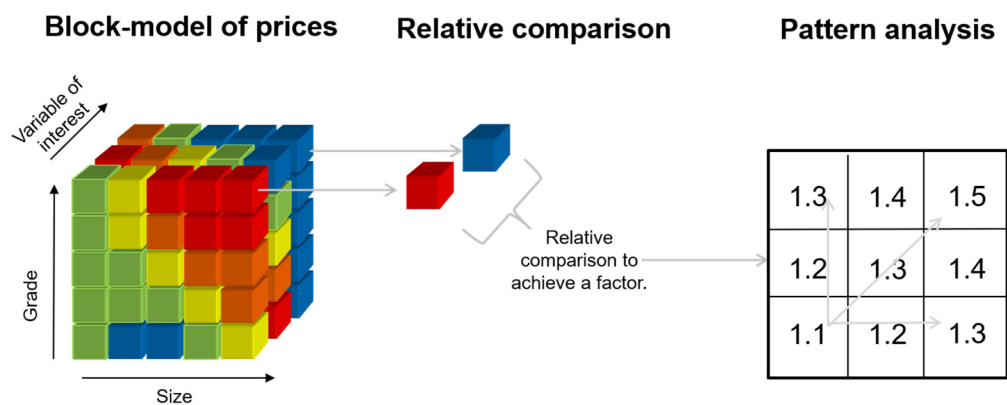 Block-model of prices
Relative comparison
Pattern analysis
Variable of
interest
Grade
Size
Relative
comparison to
achieve a factor.
1.3 1.4 1.5
1.2 1.3 1.4
1.1 1.2 1.3